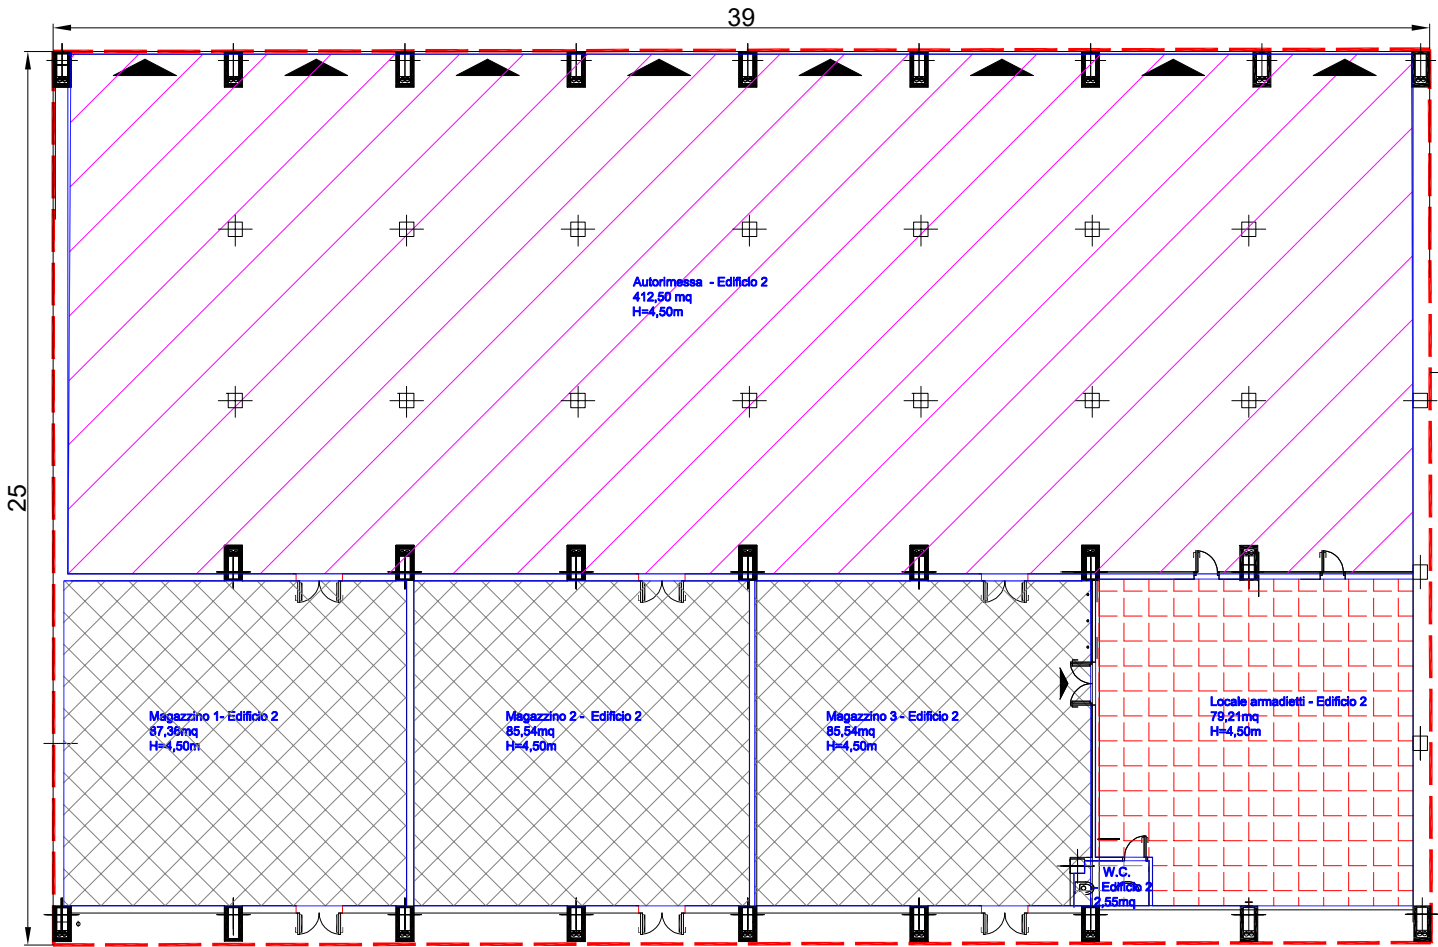 39
25
Autorimessa - Edificio 2
412,50 mq
H=4,50m
Magazzino 1- Edificio 2
87,36mq
H=4,50m
Magazzino 2 - Edificio 2
85,54mq
H=4,50m
Magazzino 3 - Edificio 2
85,54mq
H=4,50m
Locale armadietti - Edificio 2
79,21mq
H=4,50m
W.C.
- Edificio 2
2,55mq